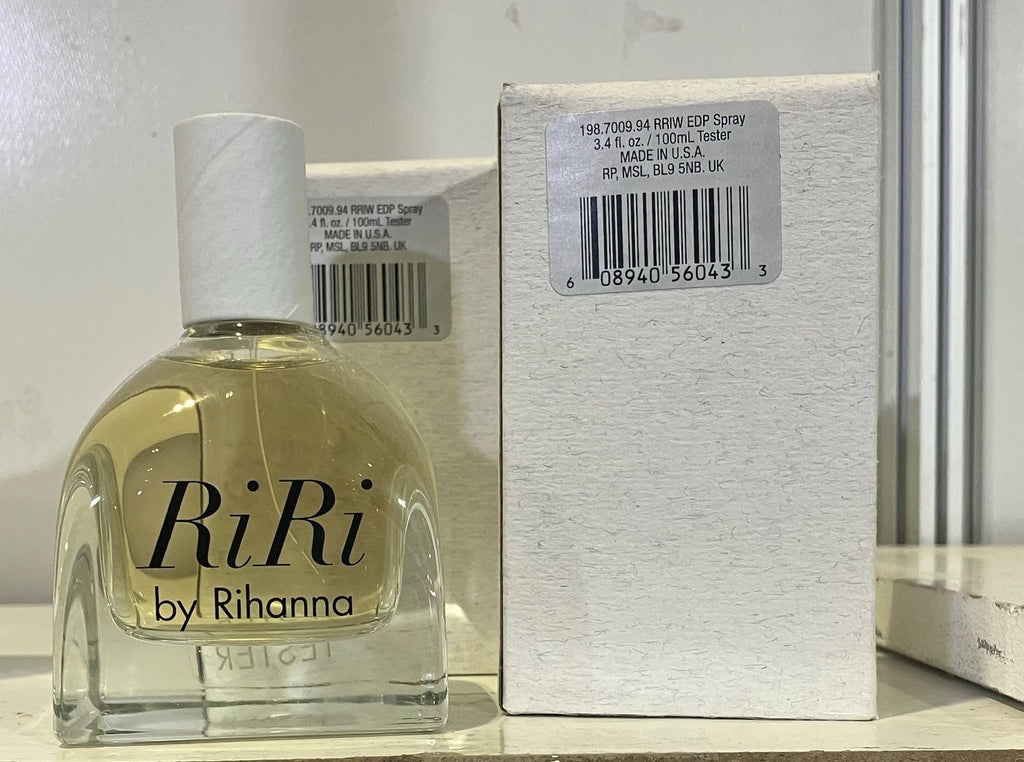 198.7009.94 RRIW EDP Spray
3.4 fl. oz. / 100mL Tester
MADE IN U.S.A.
RP, MSL, BL9 5NB. UK
6 08940 56043 3
.7009.94 RRIW EDP Spray
.4 fl. oz. / 100mL Tester
MADE IN U.S.A.
RP, MSL, BL9 5NB. UK
8940 56043 3
RiRi
by Rihanna
TESTER